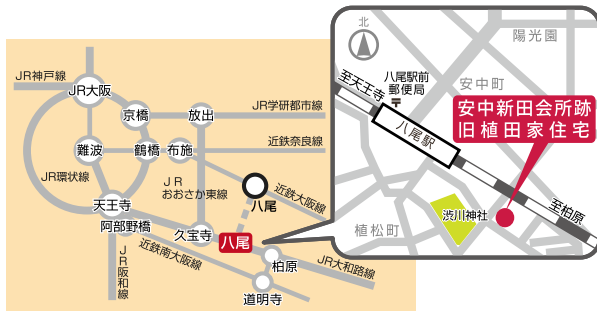 JR神戸線
JR大阪
京橋
放出
JR学研都市線
難波
鶴橋
布施
近鉄奈良線
JR環状線
JR
おおさか東線
近鉄大阪線
八尾
天王寺
阿部野橋
久宝寺
八尾
近鉄南大阪線
JR阪和線
柏原
JR大和路線
道明寺
北
陽光園
八尾駅前
郵便局
至天王寺
安中町
安中新田会所跡
旧植田家住宅
八尾駅
至柏原
渋川神社
植松町